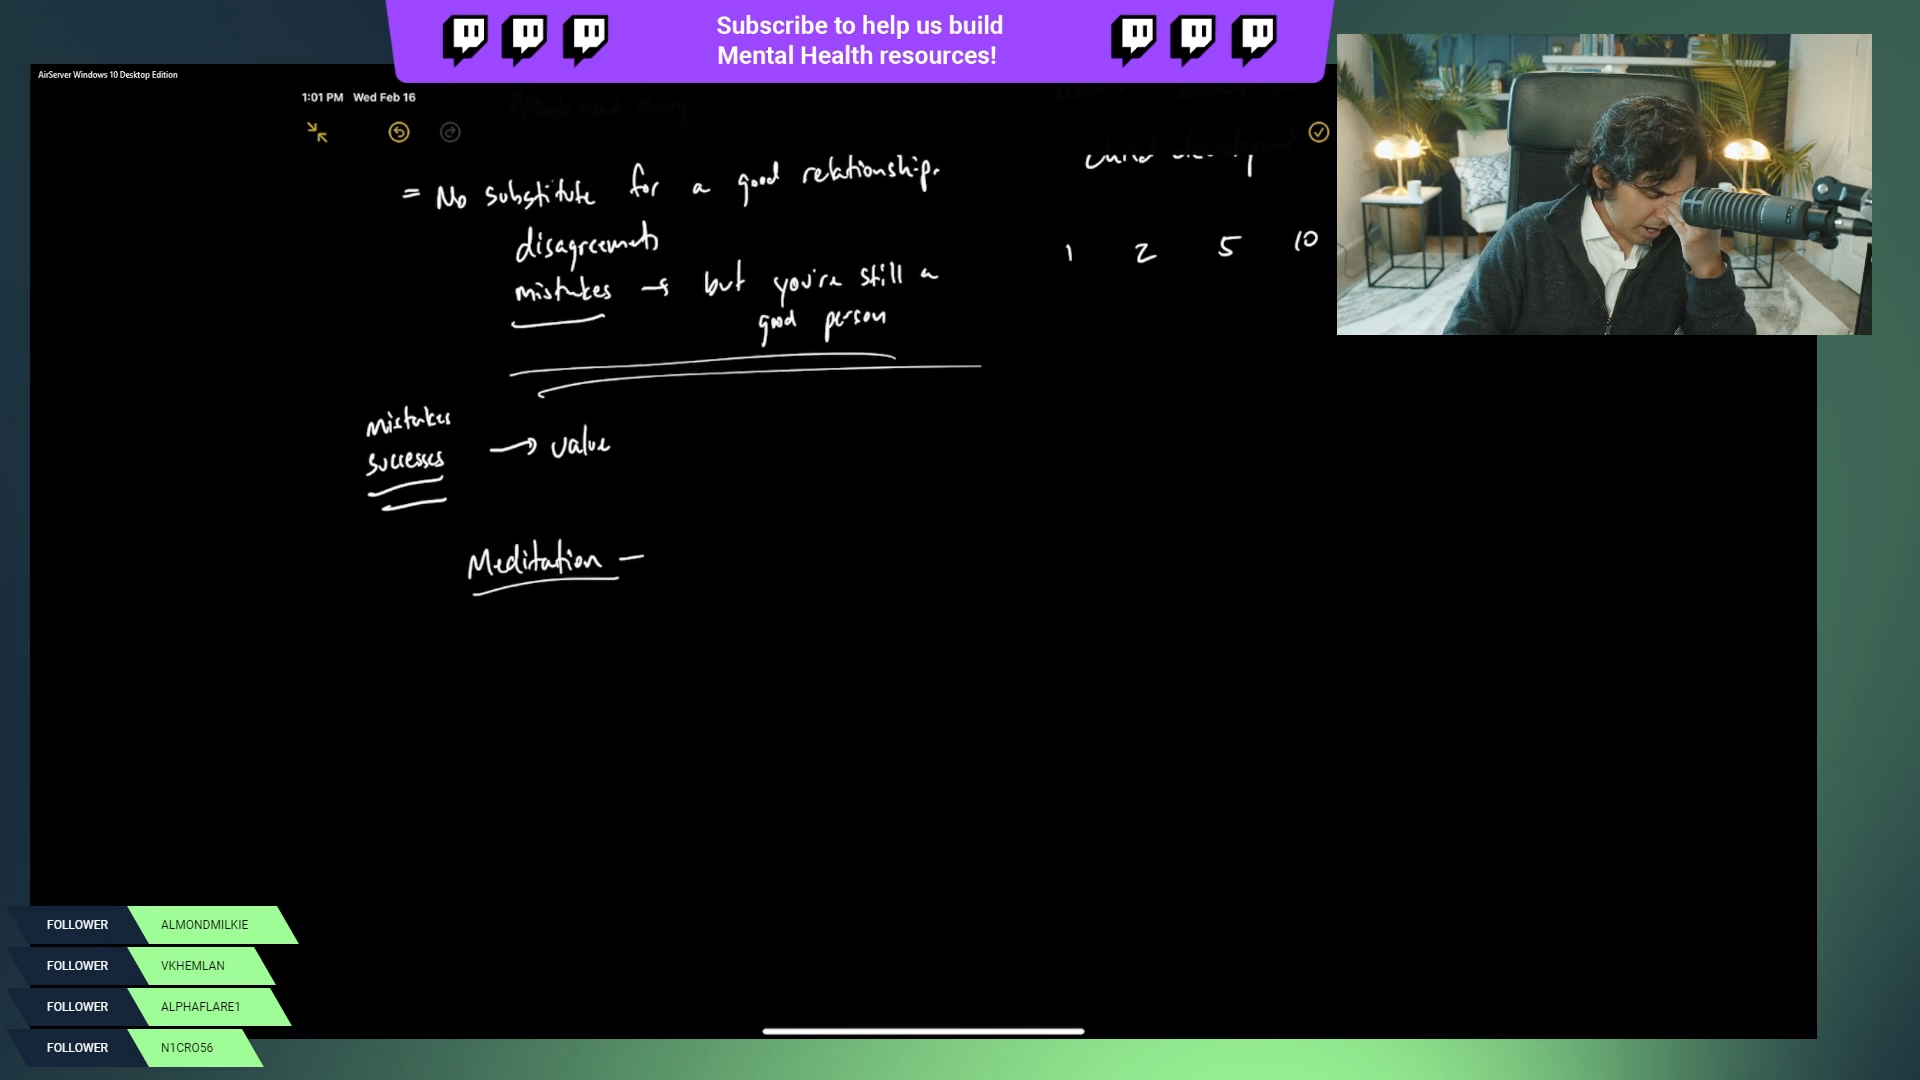 Subscribe to help us build
Mental Health resources!
AirServer Windows 10 Desktop Edition
1:01 PM Wed Feb 16
Attachment theory
= No substitute for a good relationship.
disagreements
mistakes → but you're still a
good person
1 2 5 10
mistakes
successes → value
Meditation —
FOLLOWER ALMONDMILKIE
FOLLOWER VKHEMLAN
FOLLOWER ALPHAFLARE1
FOLLOWER N1CRO56